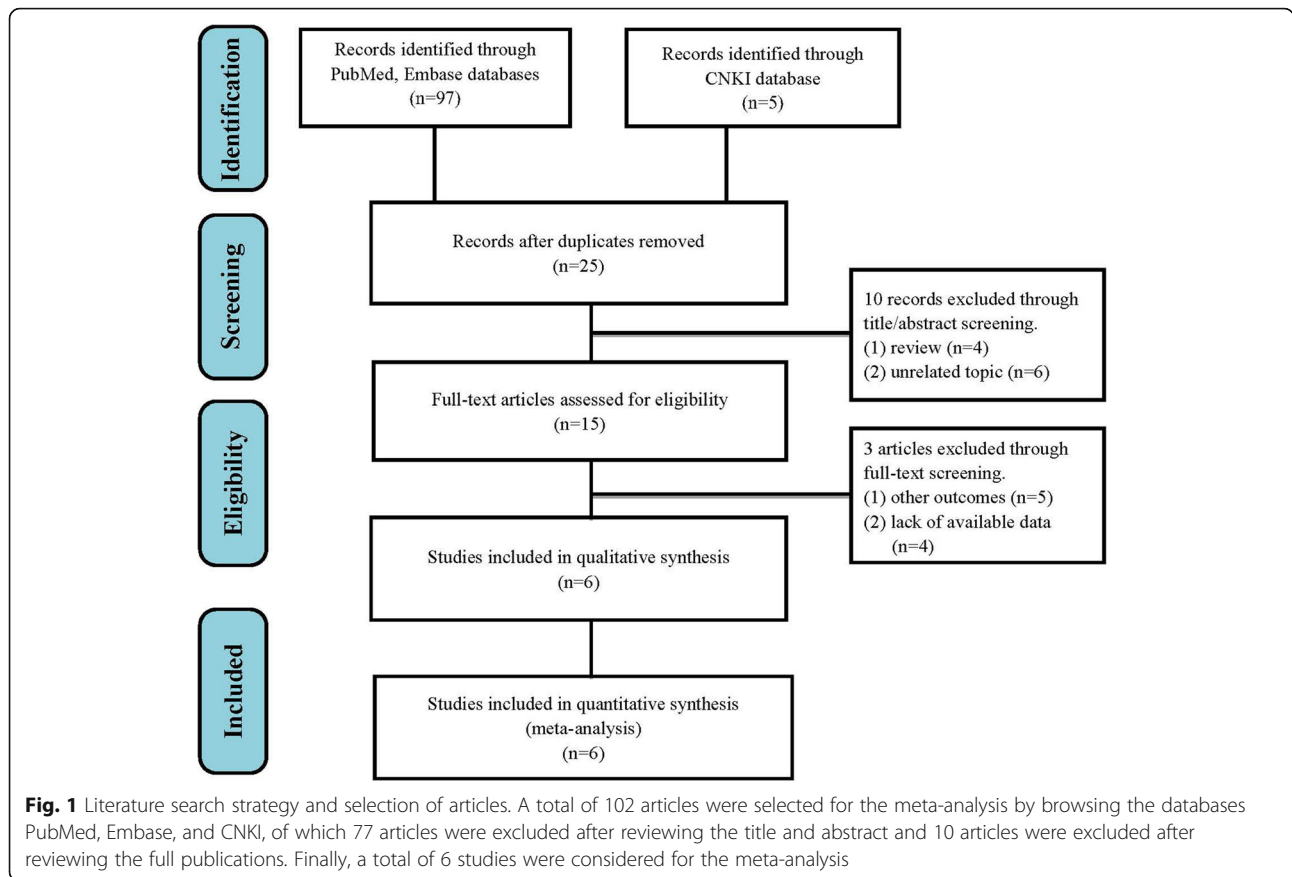 Identification
Records identified through
PubMed, Embase databases
(n=97)
Records identified through
CNKI database
(n=5)
Screening
Records after duplicates removed
(n=25)
10 records excluded through
title/abstract screening.
(1) review (n=4)
(2) unrelated topic (n=6)
Eligibility
Full-text articles assessed for eligibility
(n=15)
3 articles excluded through
full-text screening.
(1) other outcomes (n=5)
(2) lack of available data
(n=4)
Studies included in qualitative synthesis
(n=6)
Included
Studies included in quantitative synthesis
(meta-analysis)
(n=6)
Fig. 1 Literature search strategy and selection of articles. A total of 102 articles were selected for the meta-analysis by browsing the databases
PubMed, Embase, and CNKI, of which 77 articles were excluded after reviewing the title and abstract and 10 articles were excluded after
reviewing the full publications. Finally, a total of 6 studies were considered for the meta-analysis